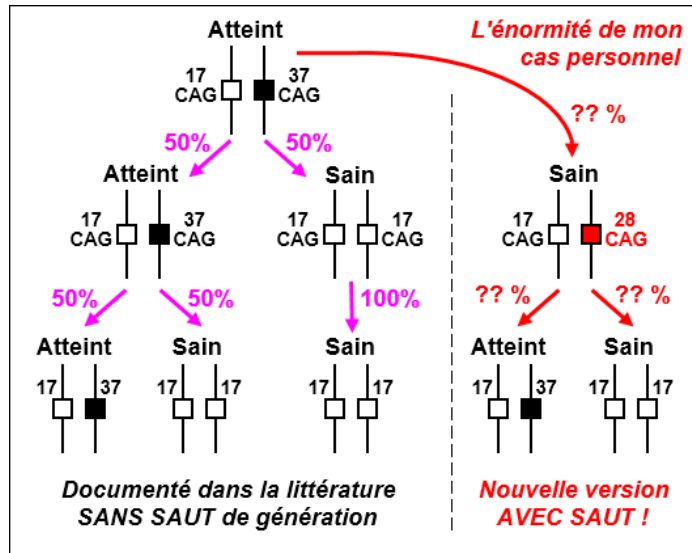 Atteint
L'énormité de mon
cas personnel
17
CAG
37
CAG
?? %
50%
50%
Atteint
Sain
Sain
17
CAG
37
CAG
17
CAG
17
CAG
17
CAG
28
CAG
50%
50%
100%
?? %
?? %
Atteint
Sain
Sain
Atteint
Sain
17
37
17
17
17
17
17
37
17
17
Documenté dans la littérature
SANS SAUT de génération
Nouvelle version
AVEC SAUT !